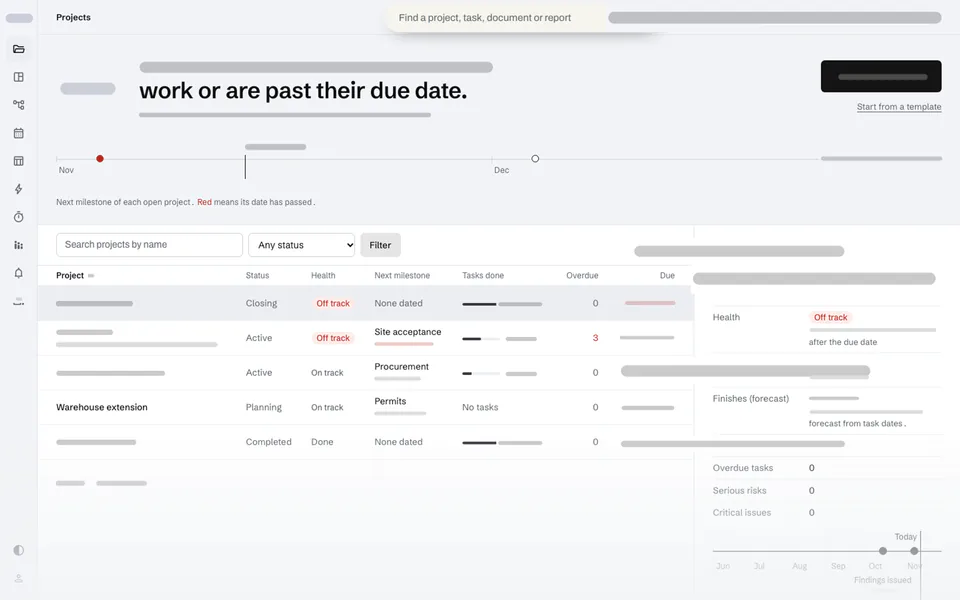 Projects
Find a project, task, document or report
work or are past their due date.
Start from a template
Nov
Dec
Next milestone of each open project. Red means its date has passed.
Search projects by name
Any status
Filter
Project
Status
Health
Next milestone
Tasks done
Overdue
Due
Closing
Off track
None dated
0
Active
Off track
Site acceptance
3
Active
On track
Procurement
0
Warehouse extension
Planning
On track
Permits
No tasks
0
Completed
Done
None dated
0
Health
Off track
after the due date
Finishes (forecast)
forecast from task dates.
Overdue tasks
0
Serious risks
0
Critical issues
0
Today
Jun
Jul
Aug
Sep
Oct
Nov
Findings issued